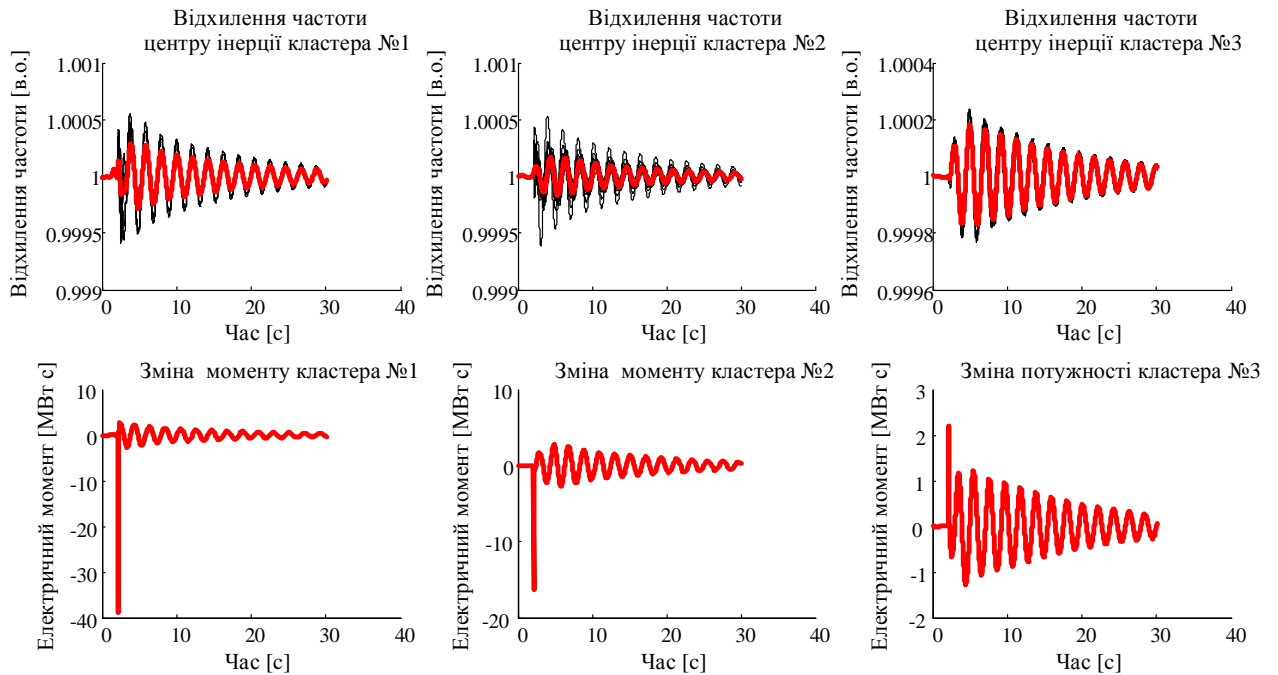 Відхилення частоти
центру інерції кластера №1
Відхилення частоти [в.о.]
1.001
1.0005
1
0.9995
0.999
0 10 20 30 40
Час [с]
Відхилення частоти
центру інерції кластера №2
Відхилення частоти [в.о.]
1.001
1.0005
1
0.9995
0.999
0 10 20 30 40
Час [с]
Відхилення частоти
центру інерції кластера №3
Відхилення частоти [в.о.]
1.0004
1.0002
1
0.9998
0.9996
0 10 20 30 40
Час [с]
Зміна моменту кластера №1
Електричний момент [МВт с]
10
0
-10
-20
-30
-40
0 10 20 30 40
Час [с]
Зміна моменту кластера №2
Електричний момент [МВт с]
10
0
-10
-20
0 10 20 30 40
Час [с]
Зміна потужності кластера №3
Електричний момент [МВт с]
3
2
1
0
-1
-2
0 10 20 30 40
Час [с]